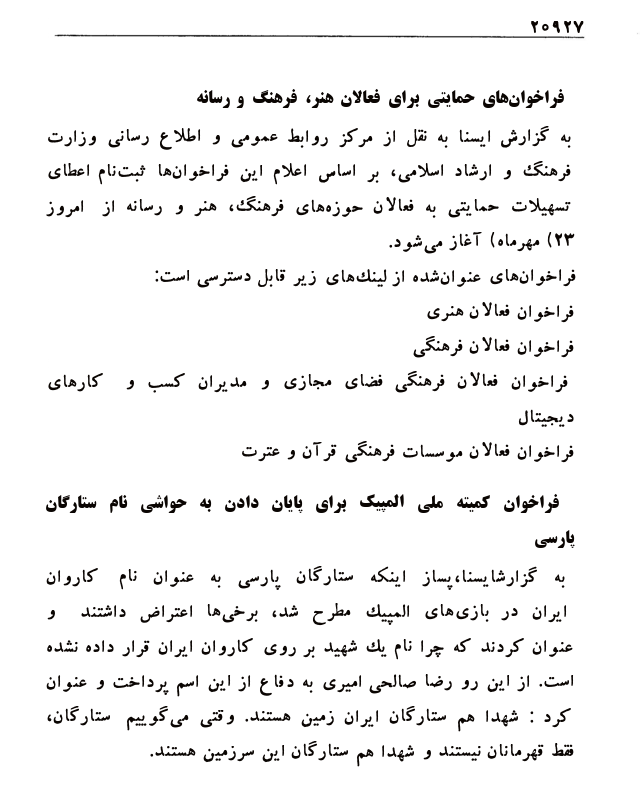 ۲۰۹۲۷
فراخوان‌های حمایتی برای فعالان هنر، فرهنگ و رسانه
به گزارش ایسنا به نقل از مرکز روابط عمومی و اطلاع رسانی وزارت
فرهنگ و ارشاد اسلامی، بر اساس اعلام این فراخوان‌ها ثبت‌نام اعطای
تسهیلات حمایتی به فعالان حوزه‌های فرهنگ، هنر و رسانه از امروز
۲۳) مهرماه) آغاز می‌شود.
فراخوان‌های عنوان‌شده از لینک‌های زیر قابل دسترسی است:
فراخوان فعالان هنری
فراخوان فعالان فرهنگی
فراخوان فعالان فرهنگی فضای مجازی و مدیران کسب و کارهای
دیجیتال
فراخوان فعالان موسسات فرهنگی قرآن و عترت
فراخوان کمیته ملی المپیک برای پایان دادن به حواشی نام ستارگان
پارسی
به گزارشایسنا،پساز اینکه ستارگان پارسی به عنوان نام کاروان
ایران در بازی‌های المپیک مطرح شد، برخی‌ها اعتراض داشتند و
عنوان کردند که چرا نام یک شهید بر روی کاروان ایران قرار داده نشده
است. از این رو رضا صالحی امیری به دفاع از این اسم پرداخت و عنوان
کرد : شهدا هم ستارگان ایران زمین هستند. وقتی می‌گوییم ستارگان،
فقط قهرمانان نیستند و شهدا هم ستارگان این سرزمین هستند.